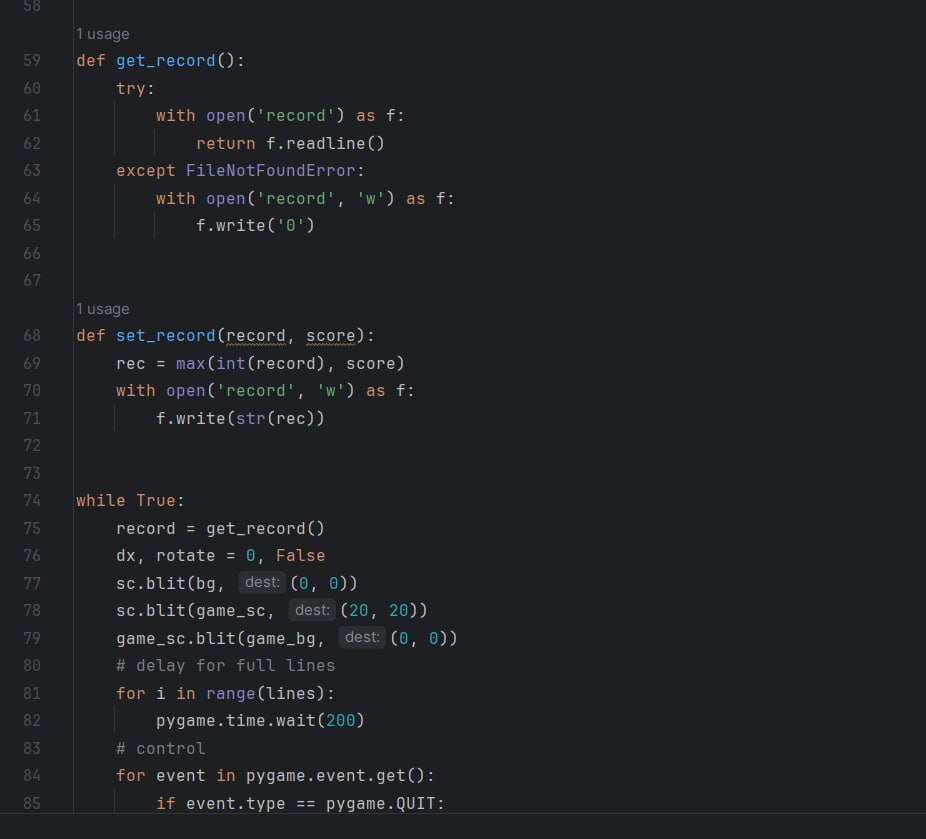 58
1 usage
59 def get_record():
60     try:
61         with open('record') as f:
62             return f.readline()
63     except FileNotFoundError:
64         with open('record', 'w') as f:
65             f.write('0')
66
67
1 usage
68 def set_record(record, score):
69     rec = max(int(record), score)
70     with open('record', 'w') as f:
71         f.write(str(rec))
72
73
74 while True:
75     record = get_record()
76     dx, rotate = 0, False
77     sc.blit(bg, dest: (0, 0))
78     sc.blit(game_sc, dest: (20, 20))
79     game_sc.blit(game_bg, dest: (0, 0))
80     # delay for full lines
81     for i in range(lines):
82         pygame.time.wait(200)
83     # control
84     for event in pygame.event.get():
85         if event.type == pygame.QUIT: